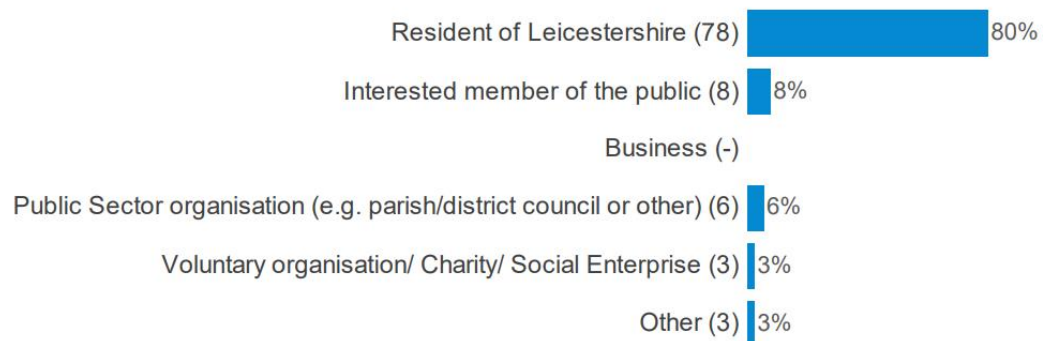 Resident of Leicestershire (78) 80%
Interested member of the public (8) 8%
Business (-)
Public Sector organisation (e.g. parish/district council or other) (6) 6%
Voluntary organisation/ Charity/ Social Enterprise (3) 3%
Other (3) 3%